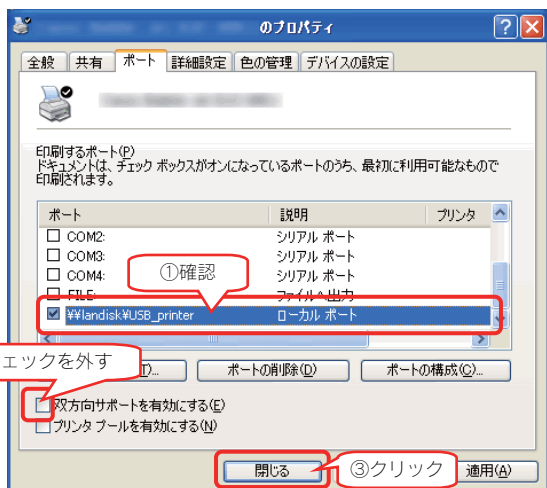 のプロパティ
全般 共有 ポート 詳細設定 色の管理 デバイスの設定
印刷するポート(P)
ドキュメントは、チェック ボックスがオンになっているポートのうち、最初に利用可能なもので
印刷されます。
ポート 説明 プリンタ
COM2: シリアル ポート
COM3: シリアル ポート
COM4: シリアル ポート
①確認
FILE: ファイルへ出力
¥¥landisk¥USB_printer ローカル ポート
ェックを外す
(T)... ポートの削除(D) ポートの構成(C)...
双方向サポートを有効にする(E)
プリンタ プールを有効にする(N)
閉じる ③クリック 適用(A)